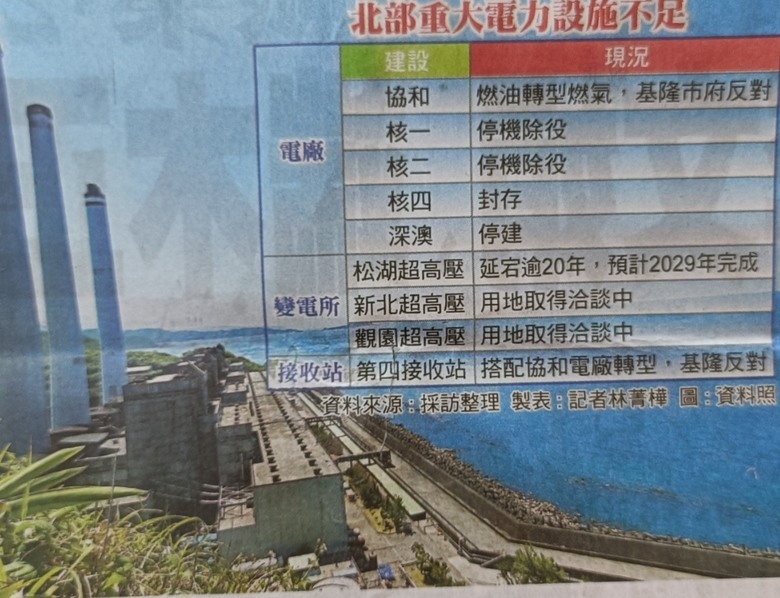 北部重大電力設施不足
建設 現況
電廠
協和 燃油轉型燃氣，基隆市府反對
核一 停機除役
核二 停機除役
核四 封存
深澳 停建
變電所
松湖超高壓 延宕逾20年，預計2029年完成
新北超高壓 用地取得洽談中
觀園超高壓 用地取得洽談中
接收站 第四接收站 搭配協和電廠轉型，基隆反對
資料來源：採訪整理 製表：記者林菁樺 圖：資料照